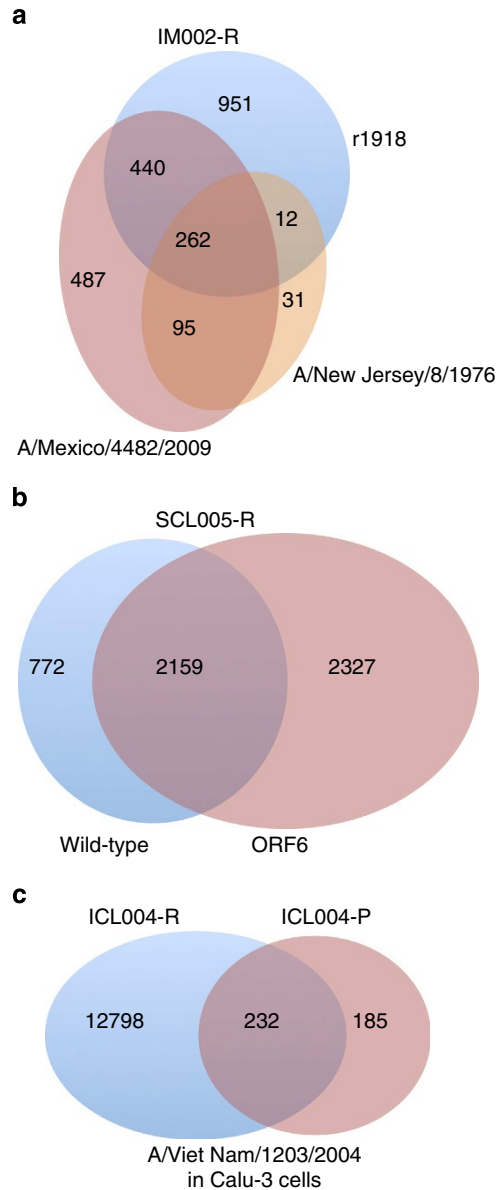 a
IM002-R
951
r1918
440
12
262
487
31
95
A/New Jersey/8/1976
A/Mexico/4482/2009
b
SCL005-R
772
2159
2327
Wild-type
ORF6
c
ICL004-R
ICL004-P
12798
232
185
A/Viet Nam/1203/2004
in Calu-3 cells